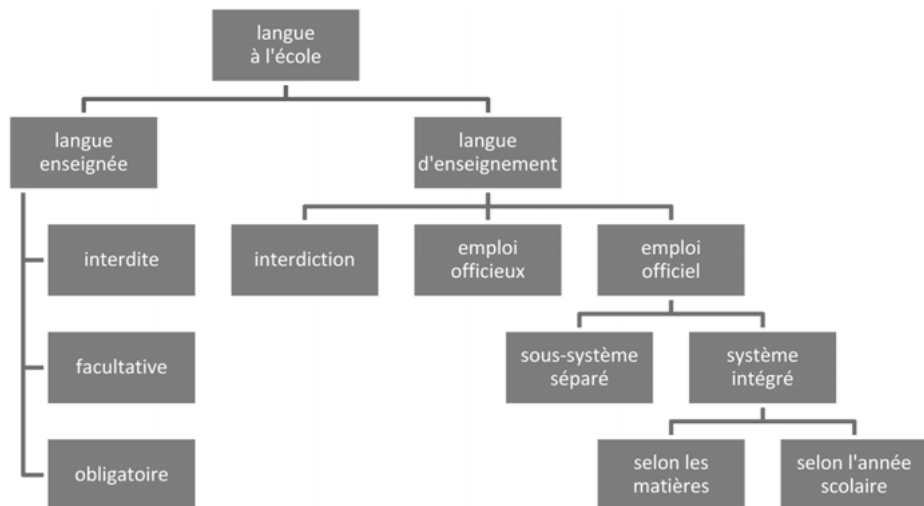 langue
à l'école
langue
enseignée
langue
d'enseignement
interdite
interdiction
emploi
officieux
emploi
officiel
facultative
sous-système
séparé
système
intégré
obligatoire
selon les
matières
selon l'année
scolaire